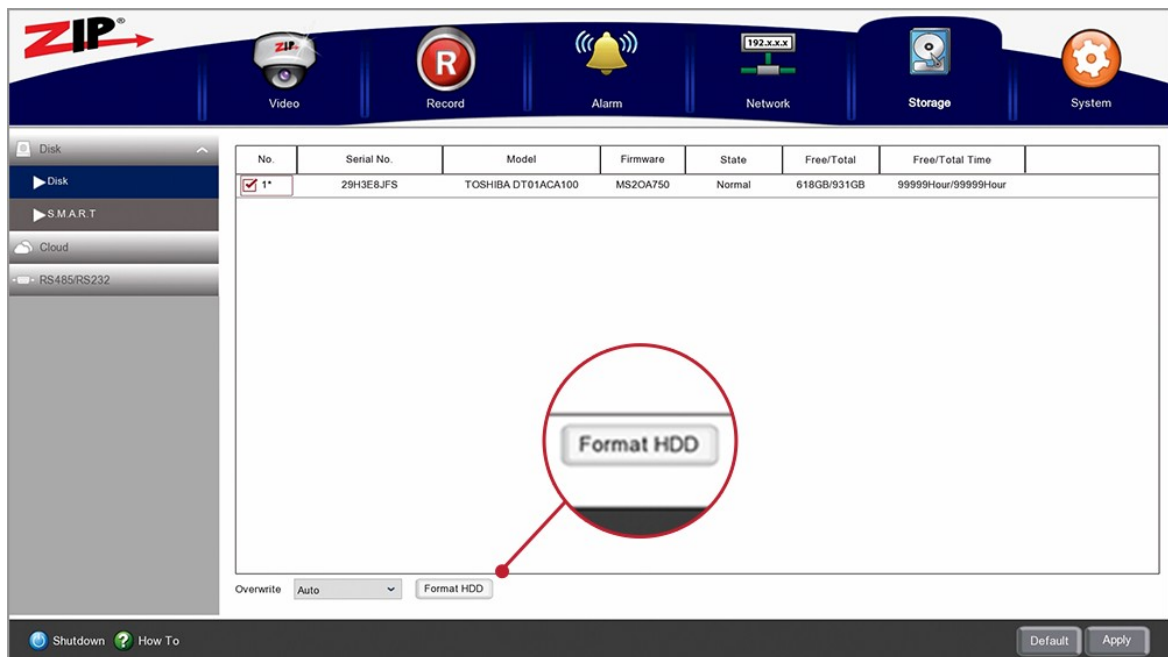 ZIP®
ZIP
R
192.x.x.x
Video
Record
Alarm
Network
Storage
System
Disk
Disk
S.M.A.R.T
Cloud
RS485/RS232
No. Serial No. Model Firmware State Free/Total Free/Total Time
1* 29H3E8JFS TOSHIBA DT01ACA100 MS2OA750 Normal 618GB/931GB 99999Hour/99999Hour
Format HDD
Overwrite Auto Format HDD
Shutdown ? How To Default Apply